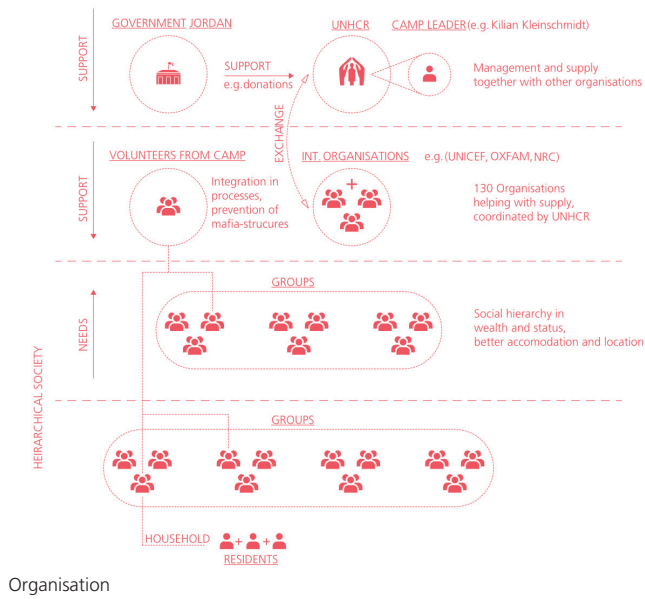 GOVERNMENT JORDAN
UNHCR
CAMP LEADER (e.g. Kilian Kleinschmidt)
SUPPORT
SUPPORT
e.g.donations
Management and supply
together with other organisations
EXCHANGE
VOLUNTEERS FROM CAMP
INT. ORGANISATIONS
e.g. (UNICEF, OXFAM, NRC)
SUPPORT
Integration in
processes,
prevention of
mafia-strucures
+
130 Organisations
helping with supply,
coordinated by UNHCR
GROUPS
NEEDS
Social hierarchy in
wealth and status,
better accomodation and location
HEIRARCHICAL SOCIETY
GROUPS
HOUSEHOLD
+ +
RESIDENTS
Organisation